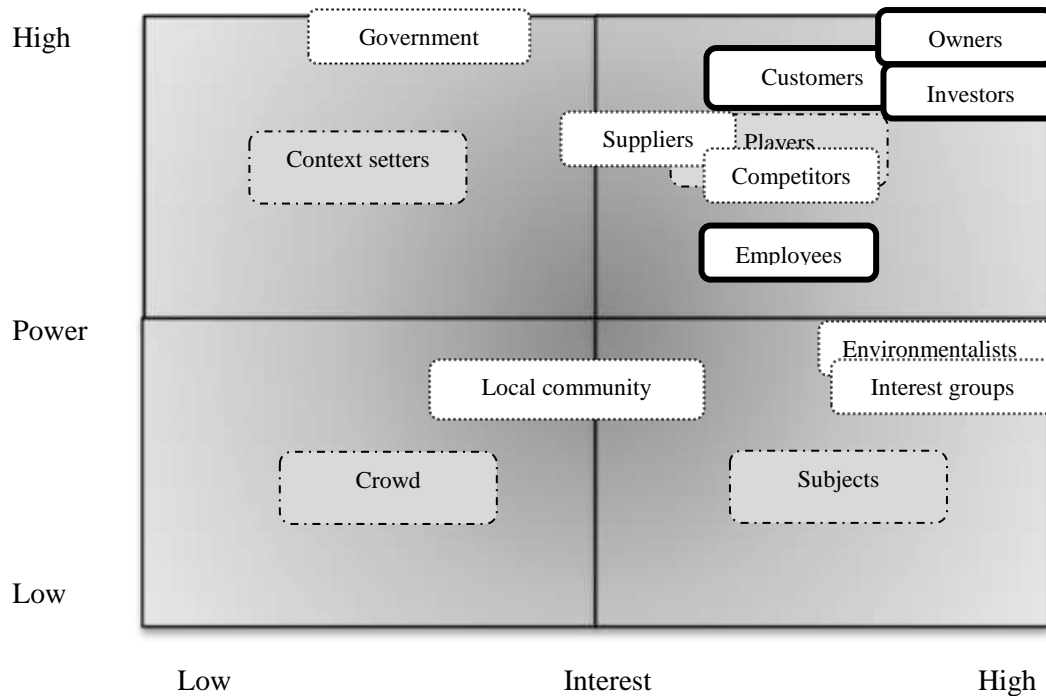 High
Government
Owners
Customers
Investors
Suppliers
Players
Context setters
Competitors
Employees
Power
Environmentalists
Local community
Interest groups
Crowd
Subjects
Low
Low
Interest
High